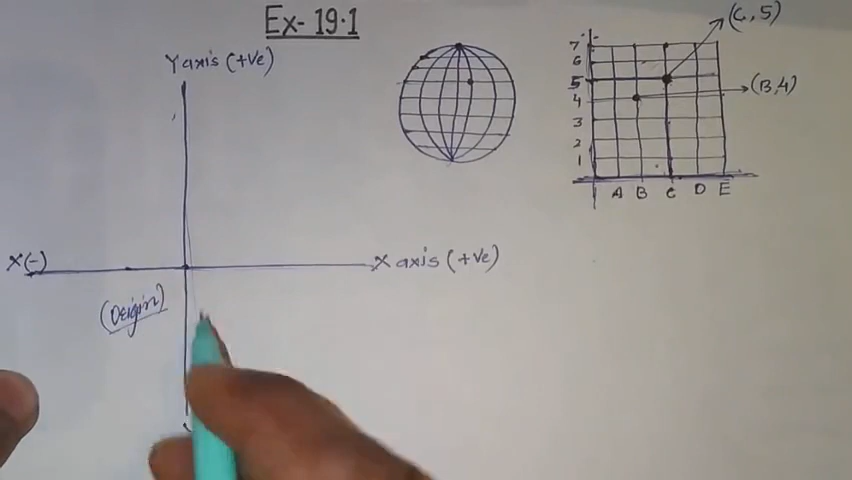 Ex-19.1
Y axis (+ve)
X(-)
X axis (+ve)
(Origin)
(C, 5)
(B, 4)
7
6
5
4
3
2
1
A B C D E